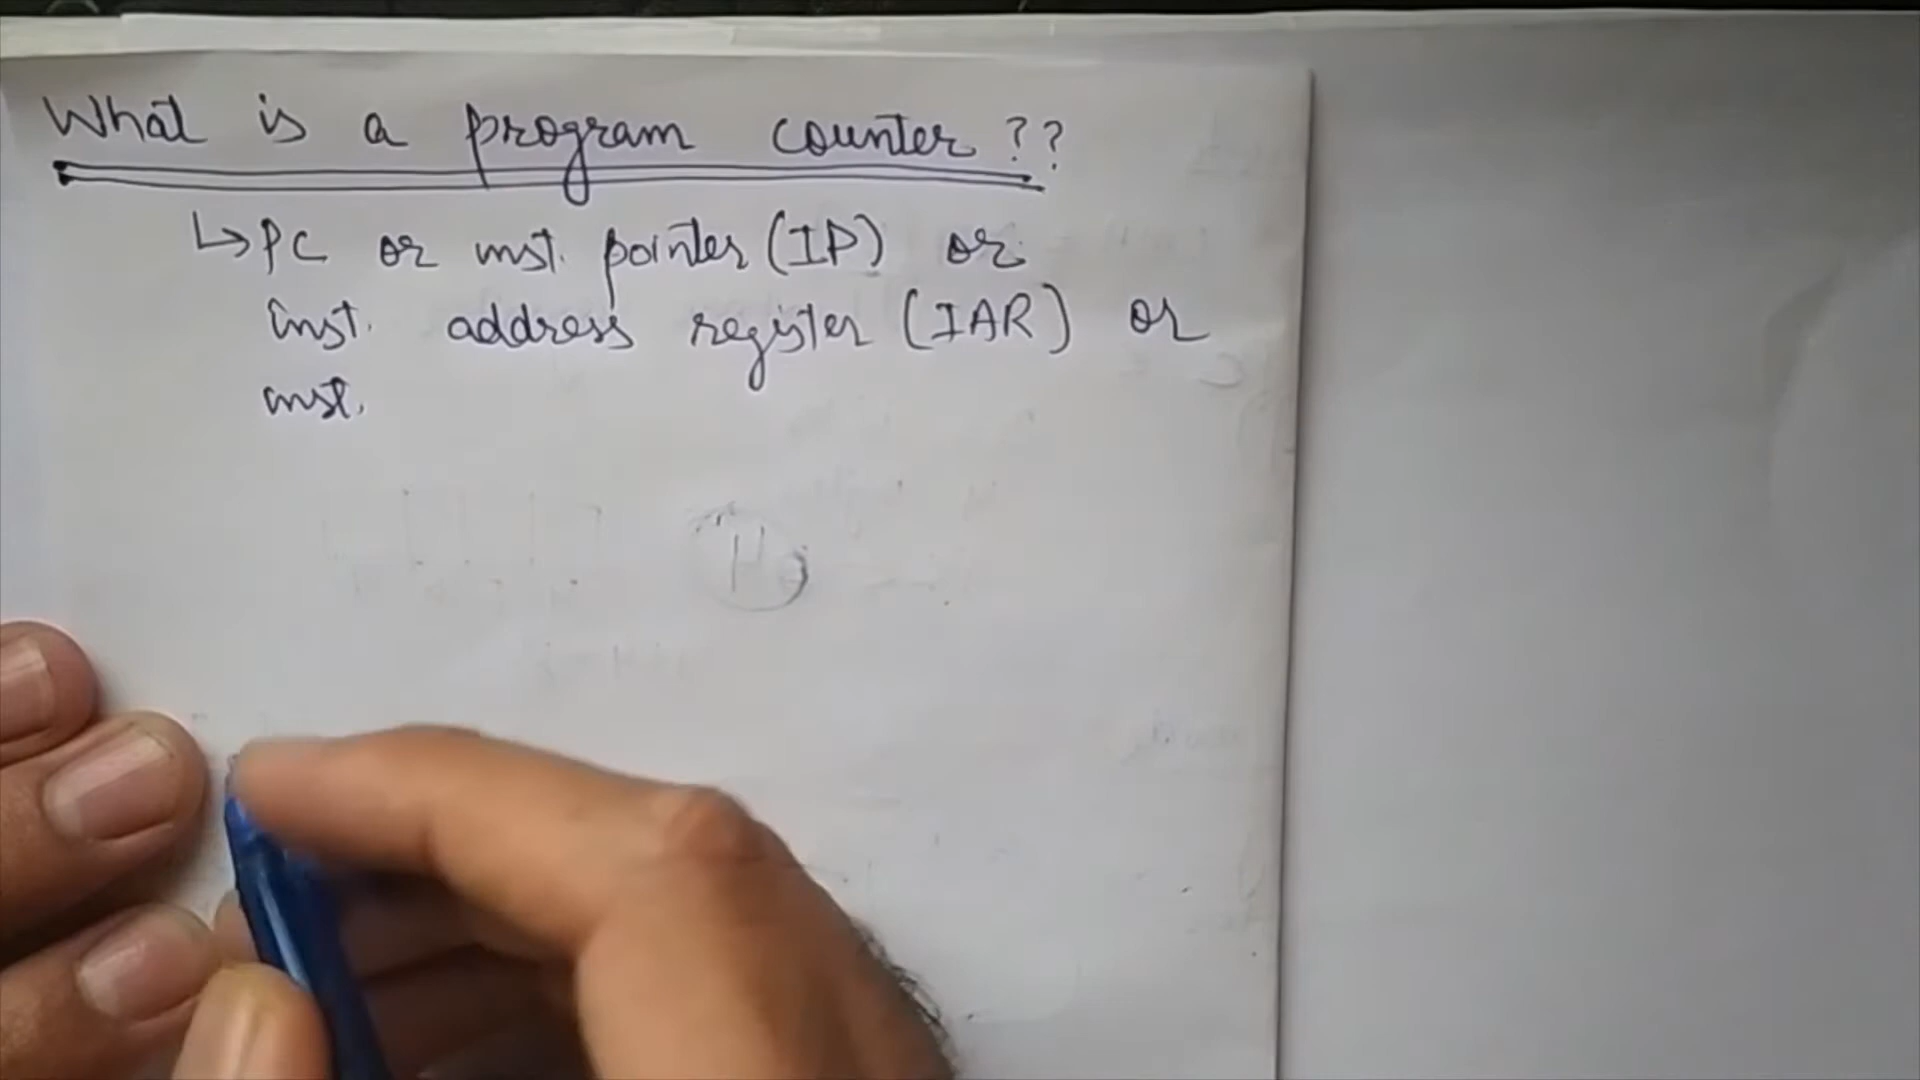 What is a program counter ??
↳ PC or inst. pointer (IP) or
inst. address register (IAR) or
inst.